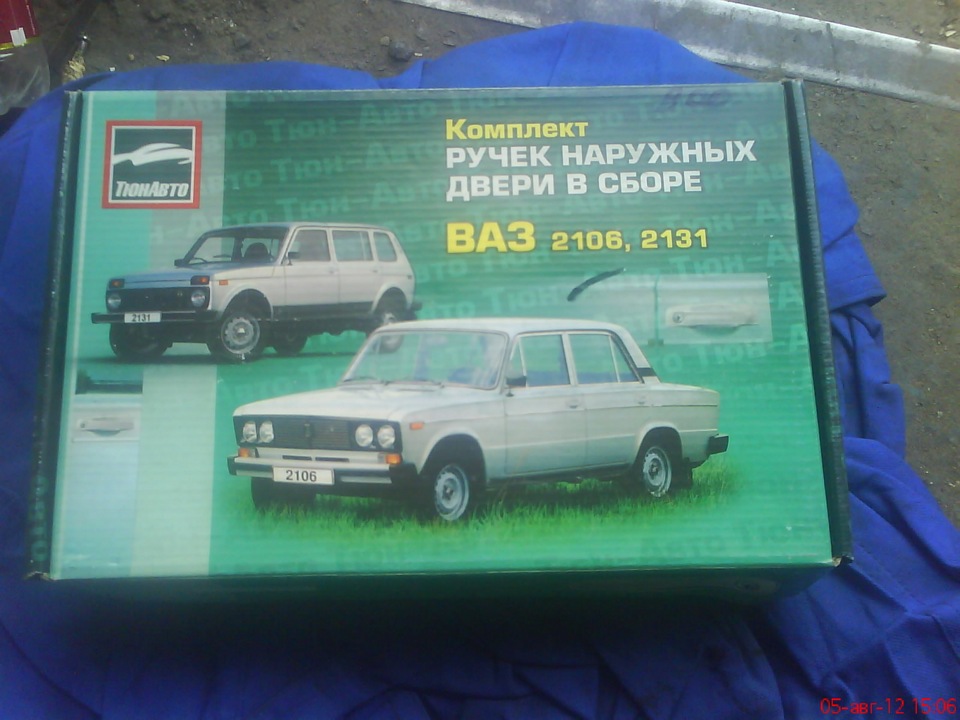 Комплект
РУЧЕК НАРУЖНЫХ
ДВЕРИ В СБОРЕ
ВАЗ 2106, 2131
ТюнАвто
2131
2106
05-авг-12 15:06